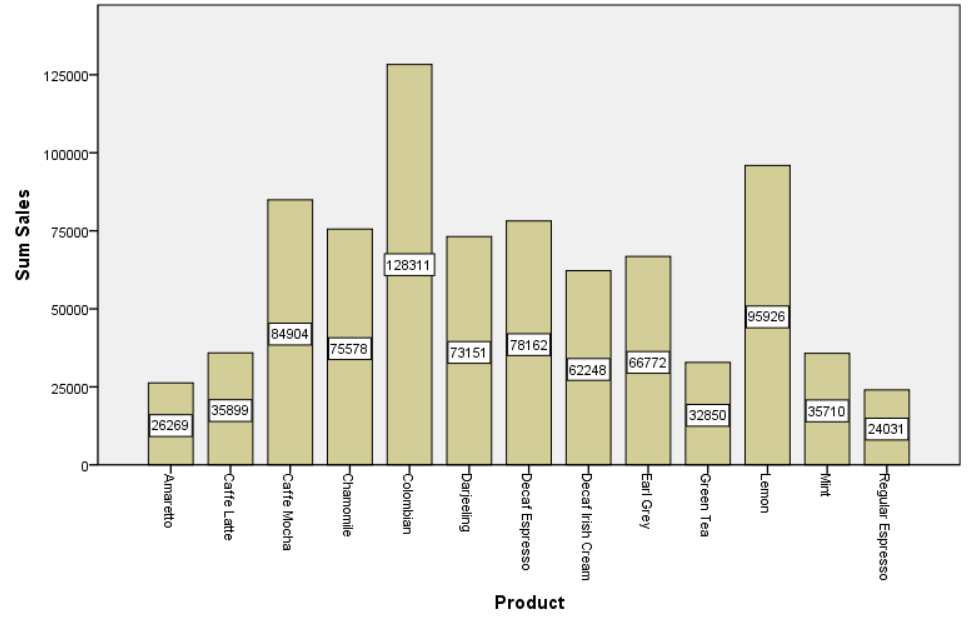 Sum Sales
125000
100000
75000
50000
25000
0
26269
35899
84904
75578
128311
73151
78162
62248
66772
32850
95926
35710
24031
Amaretto
Caffe Latte
Caffe Mocha
Chamomile
Colombian
Darjeeling
Decaf Espresso
Decaf Irish Cream
Earl Grey
Green Tea
Lemon
Mint
Regular Espresso
Product